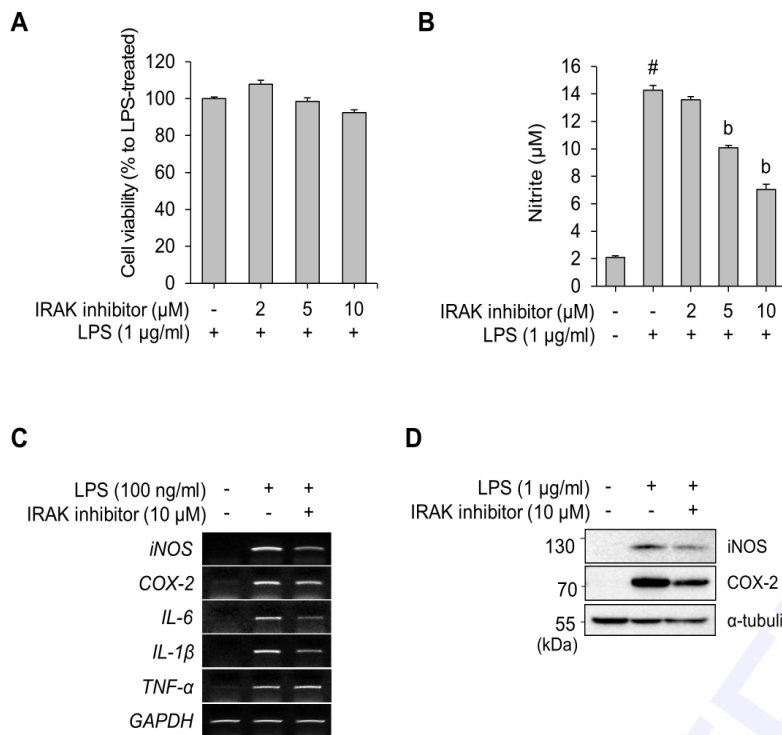 A
Cell viability (% to LPS-treated)
120
100
80
60
40
20
0
IRAK inhibitor (µM) - 2 5 10
LPS (1 µg/ml) + + + +
B
Nitrite (µM)
16
14
12
10
8
6
4
2
0
#
b
b
IRAK inhibitor (µM) - - 2 5 10
LPS (1 µg/ml) - + + + +
C
LPS (100 ng/ml) - + +
IRAK inhibitor (10 µM) - - +
iNOS
COX-2
IL-6
IL-1β
TNF-α
GAPDH
D
LPS (1 µg/ml) - + +
IRAK inhibitor (10 µM) - - +
130 iNOS
70 COX-2
55 α-tubuli
(kDa)